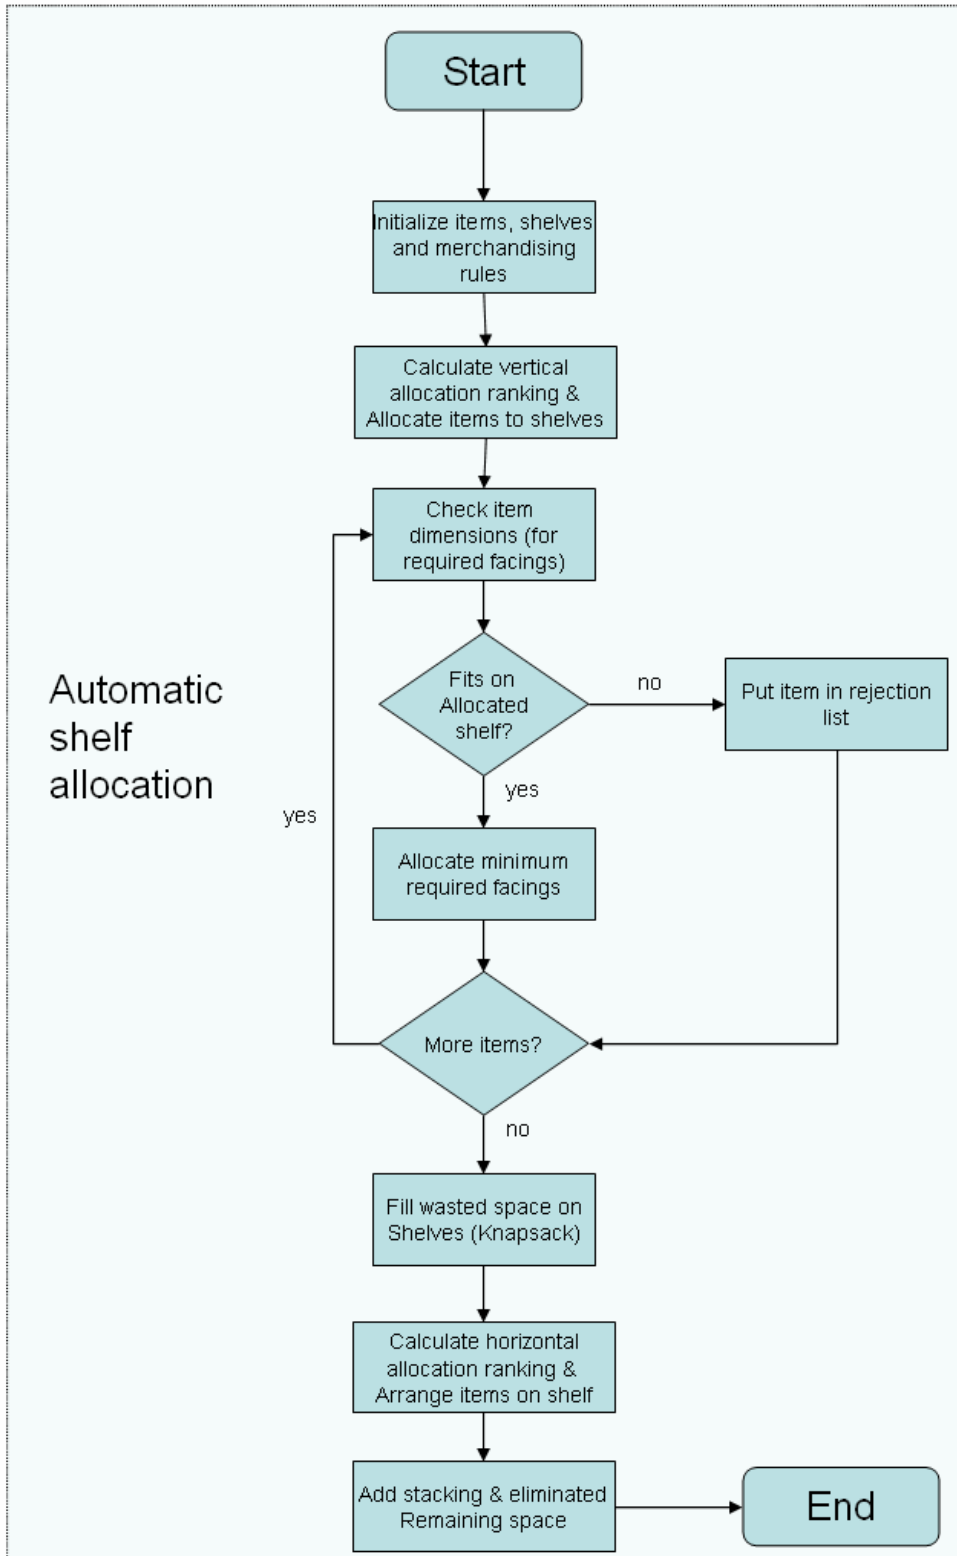 Start
Initialize items, shelves
and merchandising
rules
Calculate vertical
allocation ranking &
Allocate items to shelves
Check item
dimensions (for
required facings)
Fits on
Allocated
shelf?
no
Put item in rejection
list
Automatic
shelf
allocation
yes
yes
Allocate minimum
required facings
More items?
no
Fill wasted space on
Shelves (Knapsack)
Calculate horizontal
allocation ranking &
Arrange items on shelf
Add stacking & eliminated
Remaining space
End